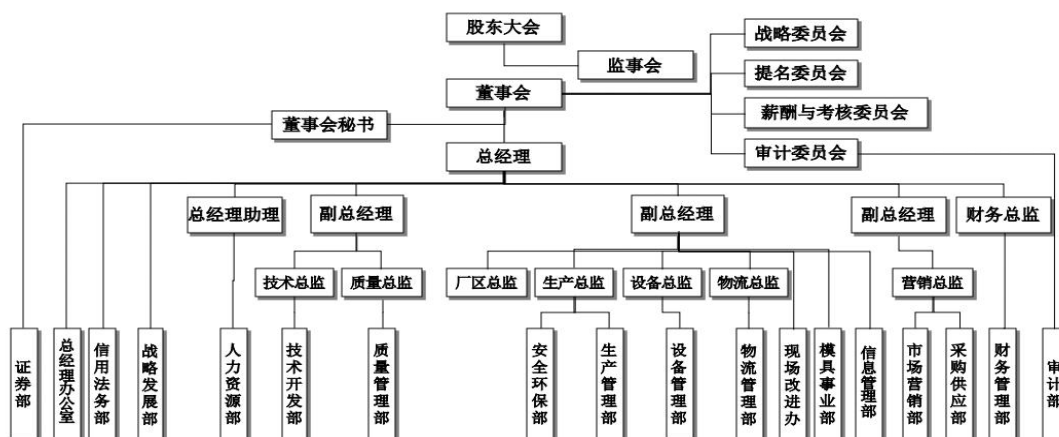 股东大会
战略委员会
监事会
提名委员会
董事会
薪酬与考核委员会
董事会秘书
总经理
审计委员会
总经理助理
副总经理
副总经理
副总经理
财务总监
技术总监
质量总监
厂区总监
生产总监
设备总监
物流总监
营销总监
证券部
总经理办公室
信用法务部
战略发展部
人力资源部
技术开发部
质量管理部
安全环保部
生产管理部
设备管理部
物流管理部
现场改进办
模具事业部
信息管理部
市场营销部
采购供应部
财务管理部
审计部